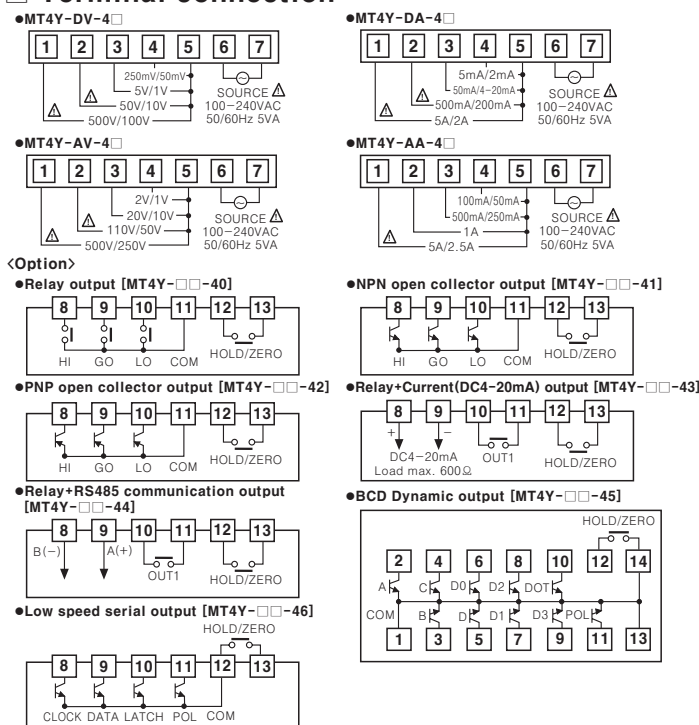 Terminal connection
●MT4Y-DV-4□
1 2 3 4 5 6 7
250mV/50mV
5V/1V
50V/10V
500V/100V
SOURCE
100-240VAC
50/60Hz 5VA
●MT4Y-DA-4□
1 2 3 4 5 6 7
5mA/2mA
50mA/4-20mA
500mA/200mA
5A/2A
SOURCE
100-240VAC
50/60Hz 5VA
●MT4Y-AV-4□
1 2 3 4 5 6 7
2V/1V
20V/10V
110V/50V
500V/250V
SOURCE
100-240VAC
50/60Hz 5VA
●MT4Y-AA-4□
1 2 3 4 5 6 7
100mA/50mA
500mA/250mA
1A
5A/2.5A
SOURCE
100-240VAC
50/60Hz 5VA
<Option>
●Relay output [MT4Y-□□-40]
8 9 10 11 12 13
HI GO LO COM HOLD/ZERO
●NPN open collector output [MT4Y-□□-41]
8 9 10 11 12 13
HI GO LO COM HOLD/ZERO
●PNP open collector output [MT4Y-□□-42]
8 9 10 11 12 13
HI GO LO COM HOLD/ZERO
●Relay+Current(DC4-20mA) output [MT4Y-□□-43]
8 9 10 11 12 13
+ −
DC4-20mA OUT1 HOLD/ZERO
Load max. 600Ω
●Relay+RS485 communication output
[MT4Y-□□-44]
8 9 10 11 12 13
B(−) A(+)
OUT1 HOLD/ZERO
●BCD Dynamic output [MT4Y-□□-45]
HOLD/ZERO
2 4 6 8 10 12 14
A C D0 D2 DOT
COM B D D1 D3 POL
1 3 5 7 9 11 13
●Low speed serial output [MT4Y-□□-46]
HOLD/ZERO
8 9 10 11 12 13
CLOCK DATA LATCH POL COM